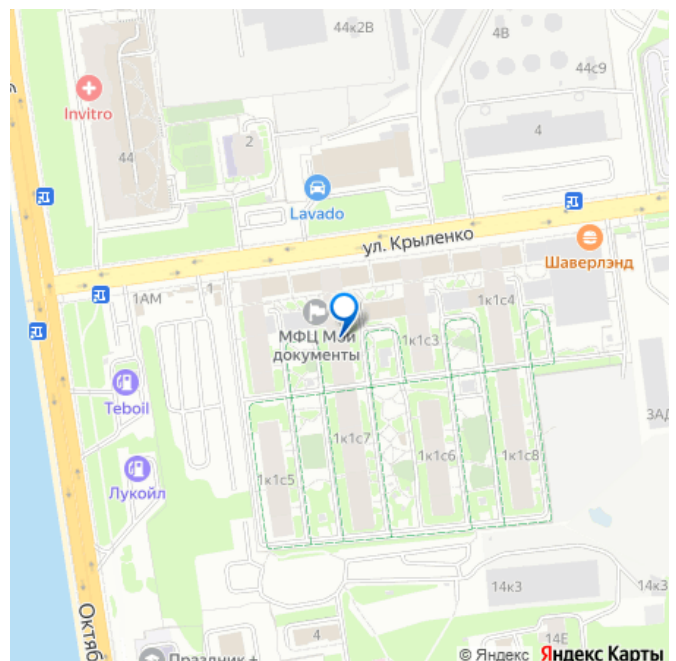 44к2В
4В
44с9
Invitro
2
4
44
Lavado
ул. Крыленко
Шаверлэнд
1АМ
1
1к1с4
МФЦ Мои
документы
1к1с3
Teboil
3АД
1к1с7
1к1с6
1к1с8
1к1с5
Лукойл
14к3
14к3
Октяб
4
14Е
Праздник +
© Яндекс Яндекс Карты